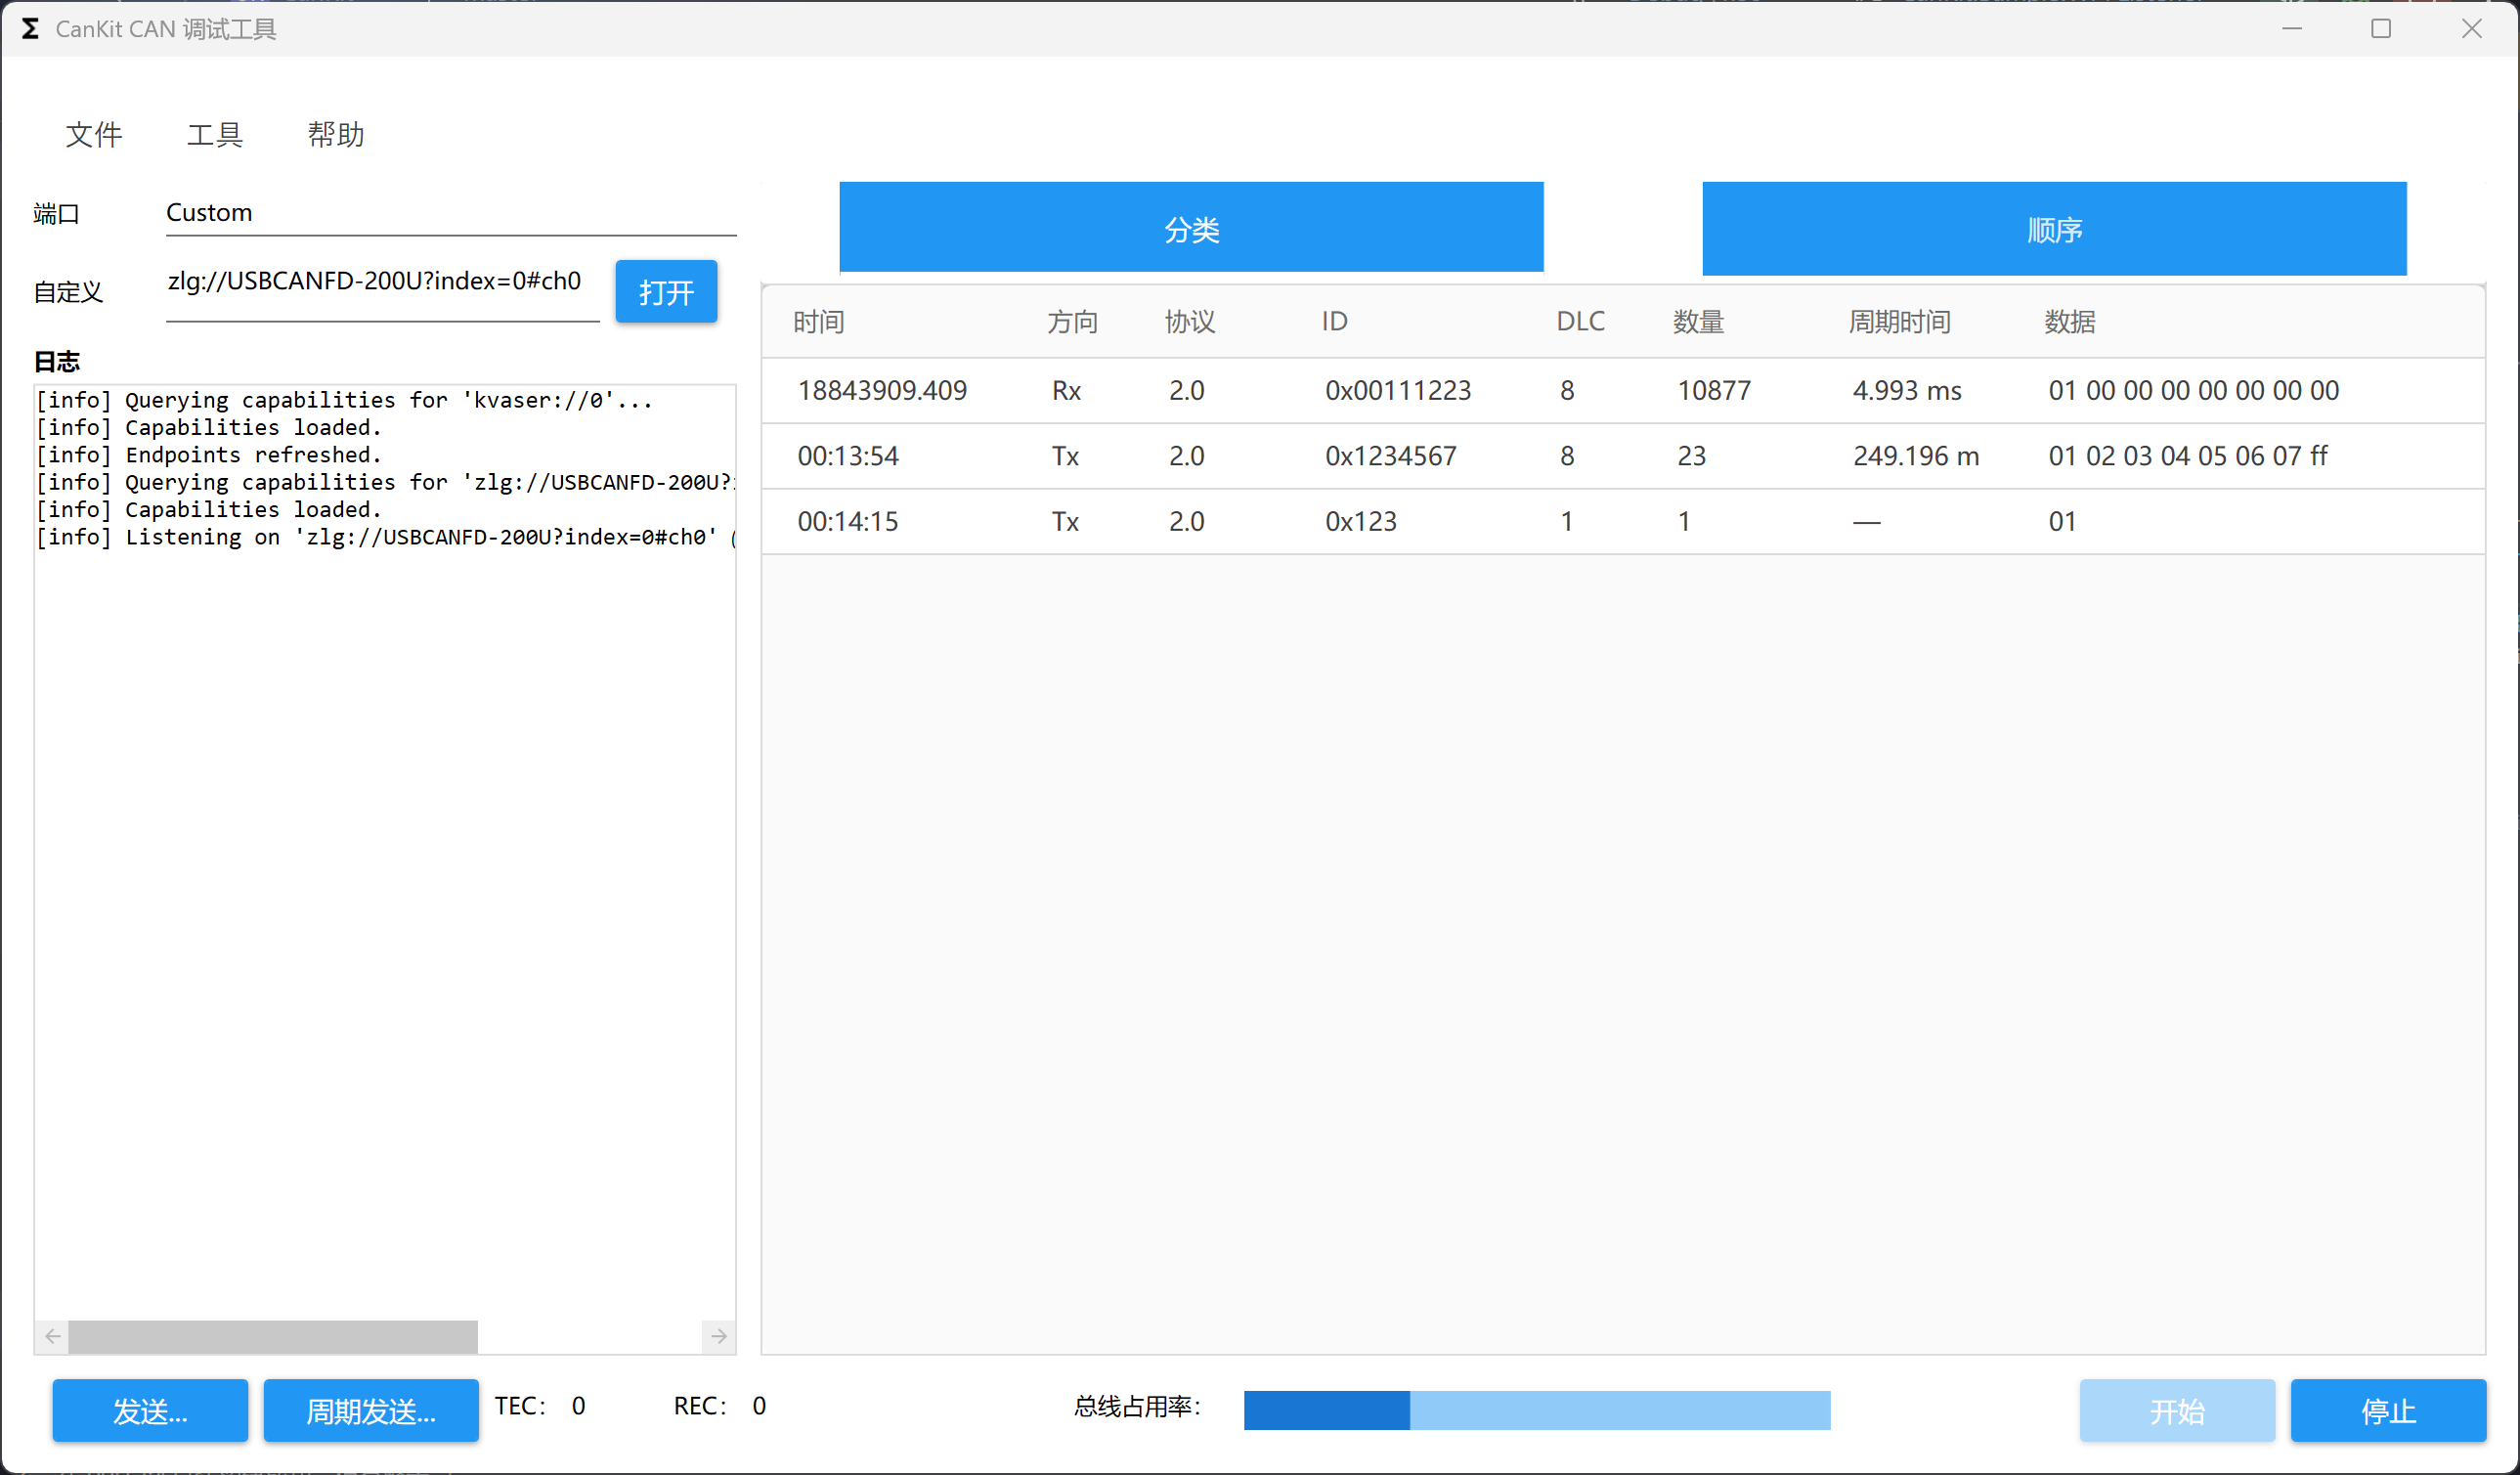 CanKit CAN 调试工具
文件 工具 帮助
端口 Custom
自定义 zlg://USBCANFD-200U?index=0#ch0 打开
日志
[info] Querying capabilities for 'kvaser://0'...
[info] Capabilities loaded.
[info] Endpoints refreshed.
[info] Querying capabilities for 'zlg://USBCANFD-200U?
[info] Capabilities loaded.
[info] Listening on 'zlg://USBCANFD-200U?index=0#ch0' (
分类 顺序
时间 方向 协议 ID DLC 数量 周期时间 数据
18843909.409 Rx 2.0 0x00111223 8 10877 4.993 ms 01 00 00 00 00 00 00 00
00:13:54 Tx 2.0 0x1234567 8 23 249.196 m 01 02 03 04 05 06 07 ff
00:14:15 Tx 2.0 0x123 1 1 — 01
发送... 周期发送... TEC: 0 REC: 0 总线占用率: 开始 停止